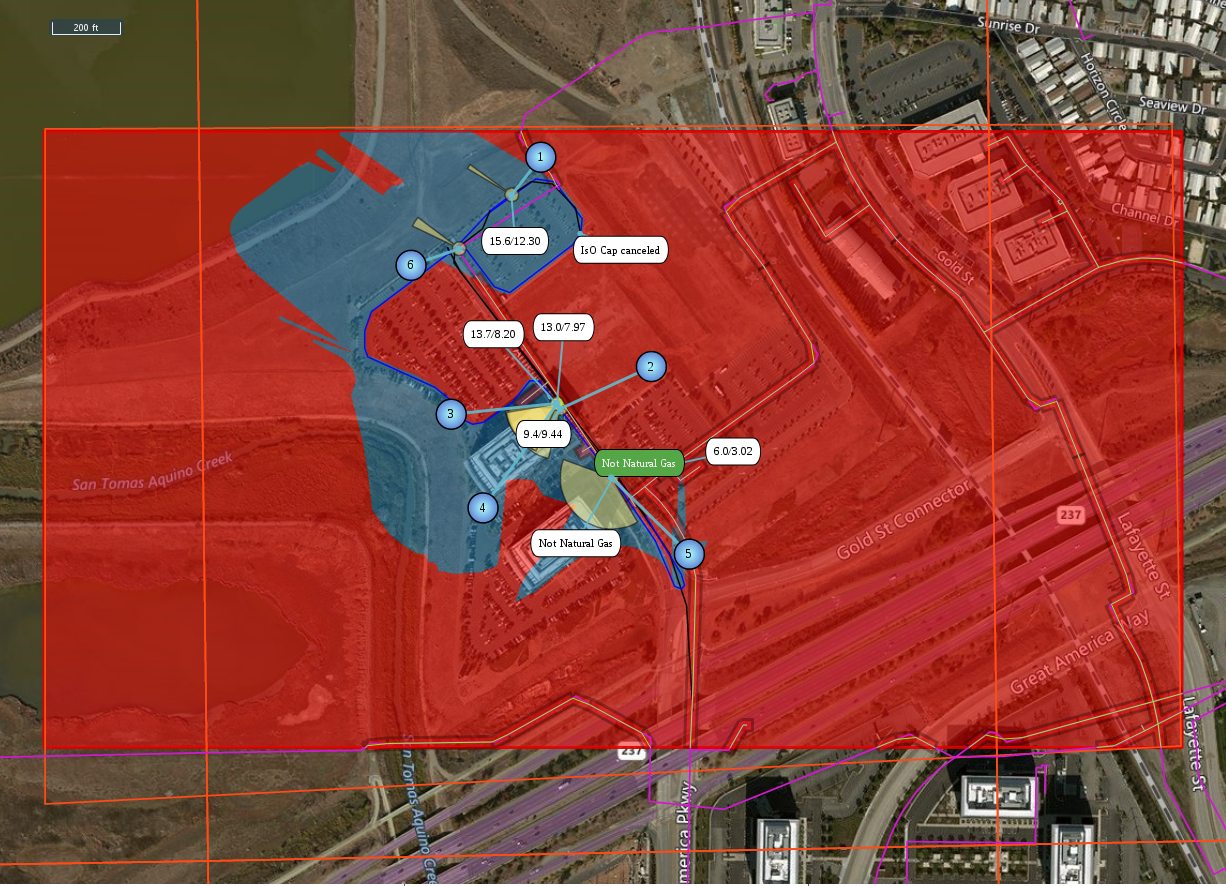 200 ft
Sunrise Dr
Horizon Circle
Seaview Dr
1
Channel Dr
15.6/12.30
IsO Cap canceled
6
Gold St
13.7/8.20
13.0/7.97
2
3
9.4/9.44
Not Natural Gas
6.0/3.02
San Tomas Aquino Creek
4
Gold St Connector
237
Lafayette St
Not Natural Gas
5
Great America Way
Lafayette St
237
San Tomas Aquino Creek
merica Pkwy